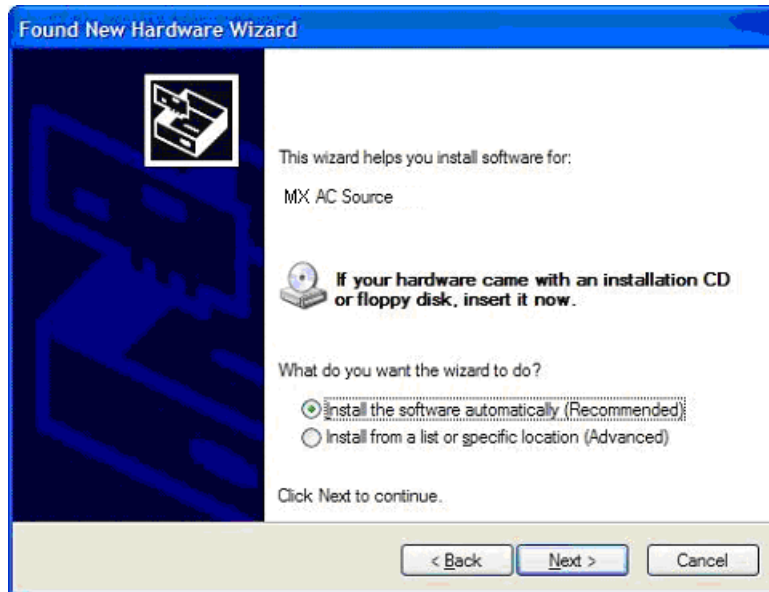 Found New Hardware Wizard
This wizard helps you install software for:
MX AC Source
If your hardware came with an installation CD
or floppy disk, insert it now.
What do you want the wizard to do?
Install the software automatically (Recommended)
Install from a list or specific location (Advanced)
Click Next to continue.
< Back
Next >
Cancel